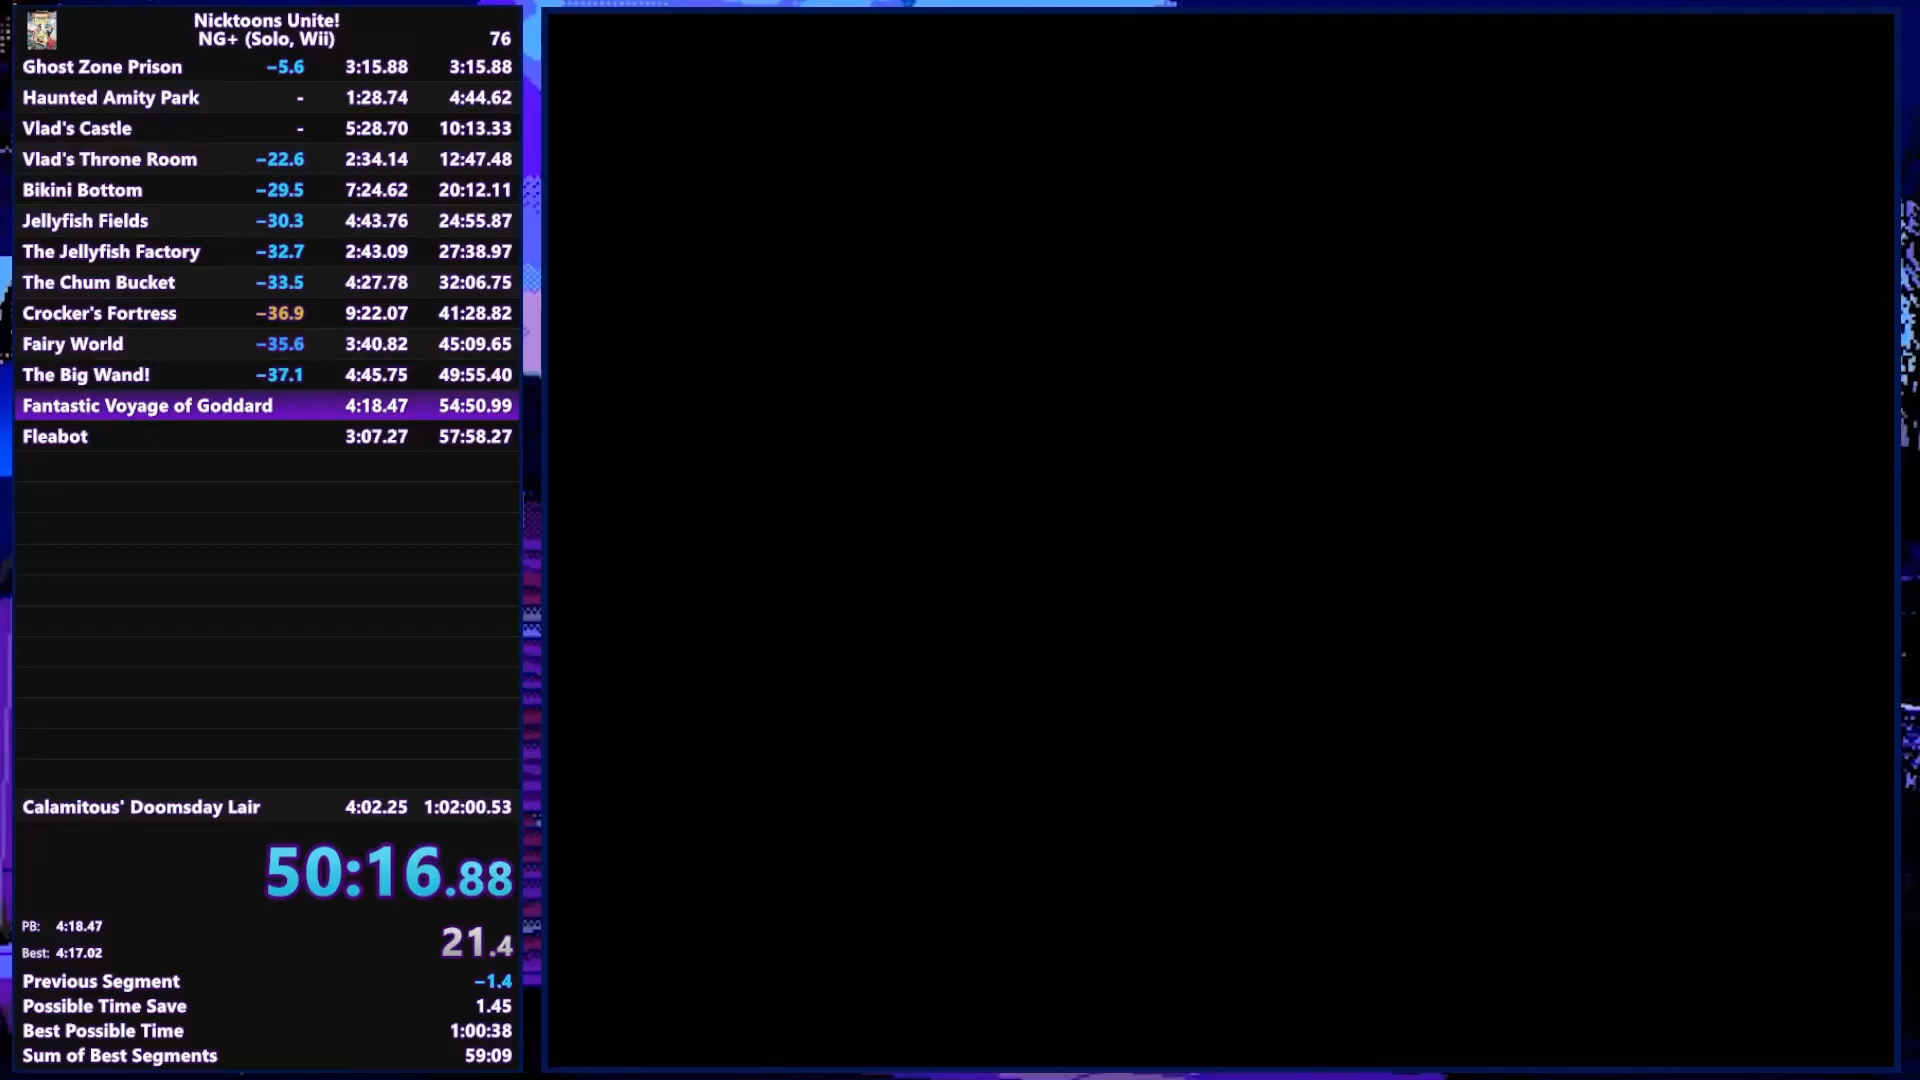 Nicktoons Unite!
NG+ (Solo, Wii) 76
Ghost Zone Prison −5.6 3:15.88 3:15.88
Haunted Amity Park - 1:28.74 4:44.62
Vlad's Castle - 5:28.70 10:13.33
Vlad's Throne Room −22.6 2:34.14 12:47.48
Bikini Bottom −29.5 7:24.62 20:12.11
Jellyfish Fields −30.3 4:43.76 24:55.87
The Jellyfish Factory −32.7 2:43.09 27:38.97
The Chum Bucket −33.5 4:27.78 32:06.75
Crocker's Fortress −36.9 9:22.07 41:28.82
Fairy World −35.6 3:40.82 45:09.65
The Big Wand! −37.1 4:45.75 49:55.40
Fantastic Voyage of Goddard 4:18.47 54:50.99
Fleabot 3:07.27 57:58.27
Calamitous' Doomsday Lair 4:02.25 1:02:00.53
50:16.88
PB: 4:18.47
21.4
Best: 4:17.02
Previous Segment −1.4
Possible Time Save 1.45
Best Possible Time 1:00:38
Sum of Best Segments 59:09